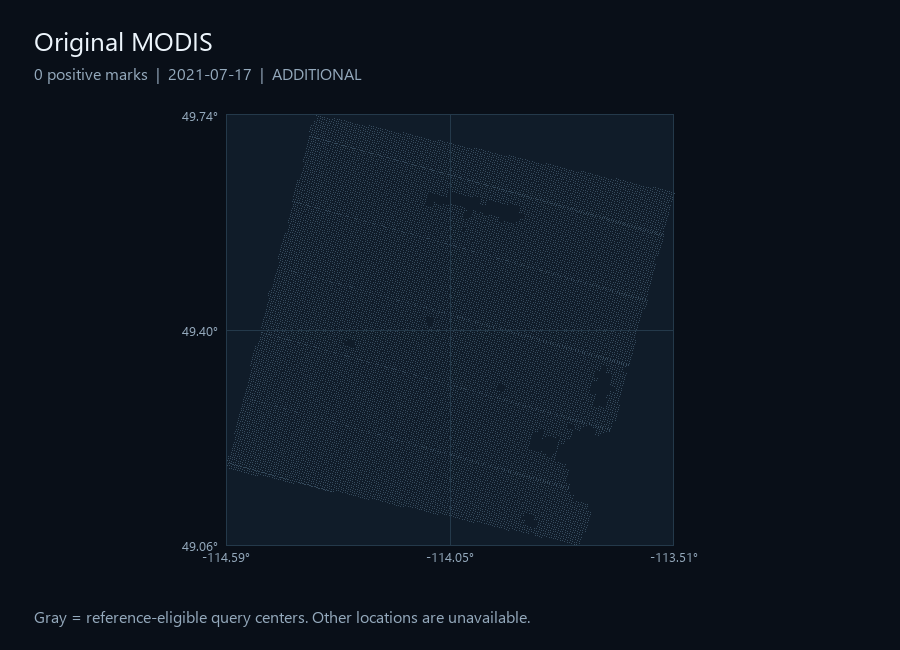 Original MODIS
0 positive marks | 2021-07-17 | ADDITIONAL
49.74°
49.40°
49.06°
-114.59°
-114.05°
-113.51°
Gray = reference-eligible query centers. Other locations are unavailable.